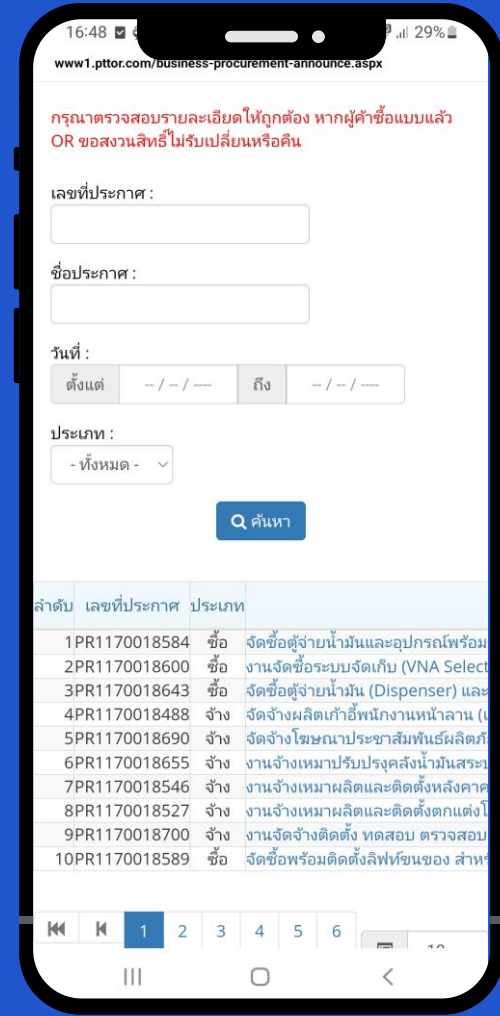 16:48
29%
www1.pttor.com/business-procurement-announce.aspx
กรุณาตรวจสอบรายละเอียดให้ถูกต้อง หากผู้ค้าซื้อแบบแล้ว
OR ขอสงวนสิทธิ์ไม่รับเปลี่ยนหรือคืน
เลขที่ประกาศ :
ชื่อประกาศ :
วันที่ :
ตั้งแต่ -- / -- / ---- ถึง -- / -- / ----
ประเภท :
- ทั้งหมด -
ค้นหา
ลำดับ เลขที่ประกาศ ประเภท
1 PR1170018584 ซื้อ จัดซื้อตู้จ่ายน้ำมันและอุปกรณ์พร้อม
2 PR1170018600 ซื้อ งานจัดซื้อระบบจัดเก็บ (VNA Select
3 PR1170018643 ซื้อ จัดซื้อตู้จ่ายน้ำมัน (Dispenser) และ
4 PR1170018488 จ้าง จัดจ้างผลิตเก้าอี้พนักงานหน้าลาน (
5 PR1170018690 จ้าง จัดจ้างโฆษณาประชาสัมพันธ์ผลิตภั
6 PR1170018655 จ้าง งานจ้างเหมาปรับปรุงคลังน้ำมันสระบ
7 PR1170018546 จ้าง งานจ้างเหมาผลิตและติดตั้งหลังคาค
8 PR1170018527 จ้าง งานจ้างเหมาผลิตและติดตั้งตกแต่งโ
9 PR1170018700 จ้าง งานจัดจ้างติดตั้ง ทดสอบ ตรวจสอบ
10 PR1170018589 ซื้อ จัดซื้อพร้อมติดตั้งลิฟท์ขนของ สำหร
1 2 3 4 5 6